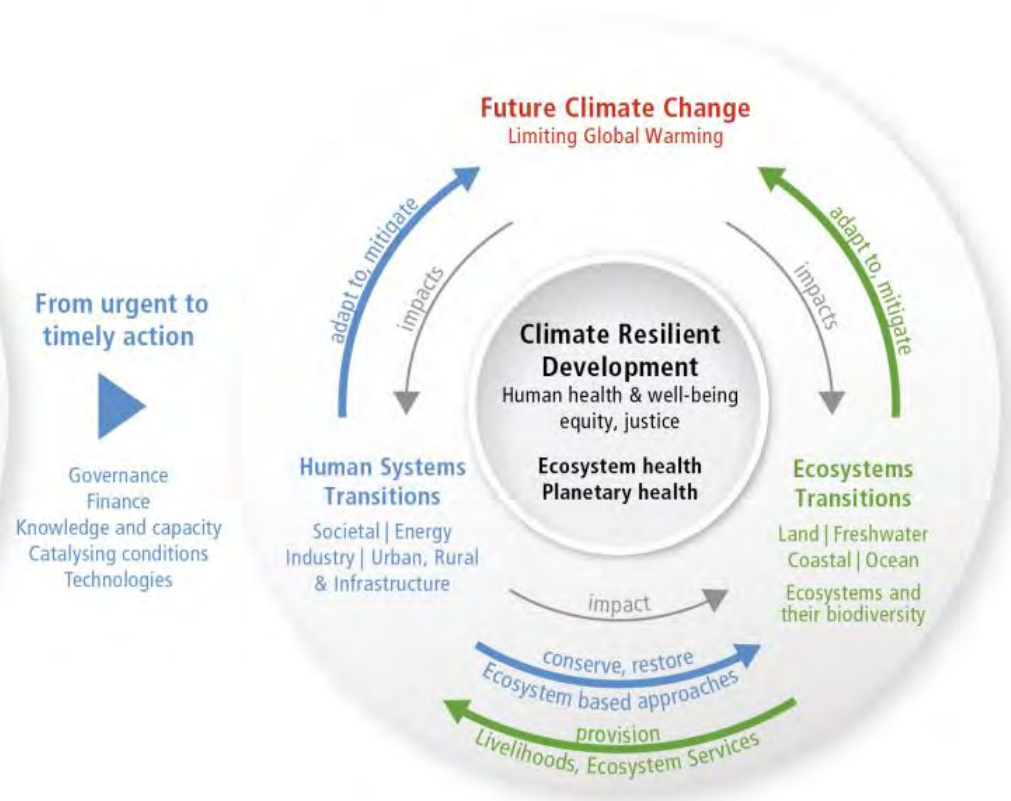 Future Climate Change
Limiting Global Warming
adapt to, mitigate
impacts
impacts
adapt to, mitigate
From urgent to
timely action
Governance
Finance
Knowledge and capacity
Catalysing conditions
Technologies
Climate Resilient
Development
Human health & well-being
equity, justice
Ecosystem health
Planetary health
Human Systems
Transitions
Societal | Energy
Industry | Urban, Rural
& Infrastructure
Ecosystems
Transitions
Land | Freshwater
Coastal | Ocean
Ecosystems and
their biodiversity
impact
conserve, restore
Ecosystem based approaches
provision
Livelihoods, Ecosystem Services